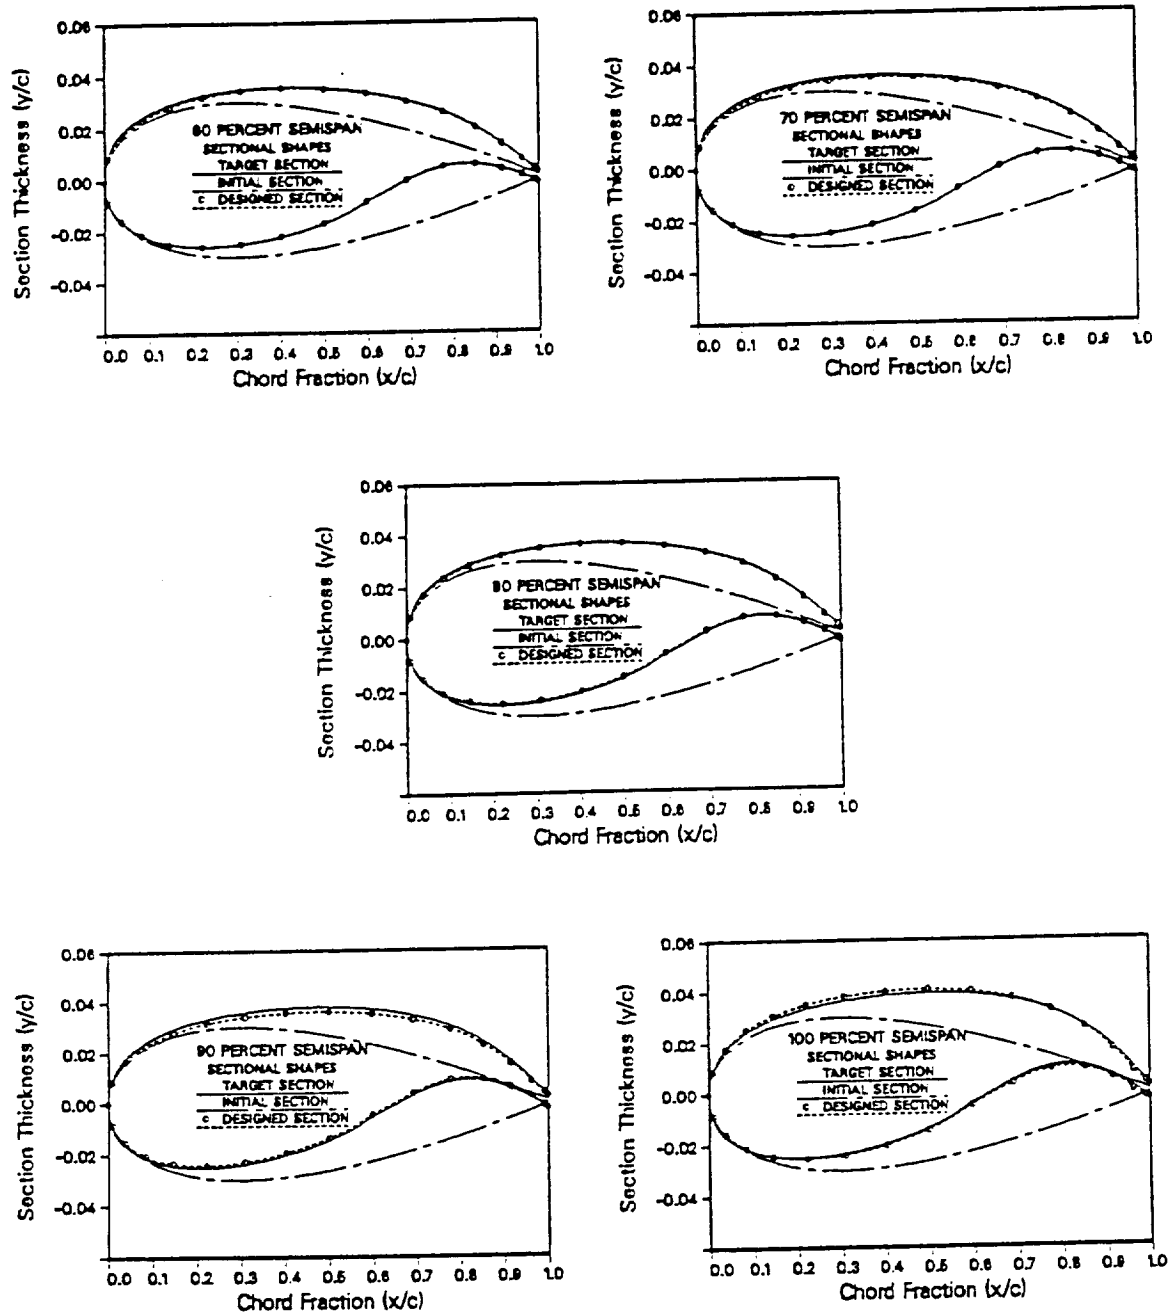 0.06
0.04
0.02
0.00
-0.02
-0.04
Section Thickness (y/c)
60 PERCENT SEMISPAN
SECTIONAL SHAPES
TARGET SECTION
INITIAL SECTION
c DESIGNED SECTION
0.0 0.1 0.2 0.3 0.4 0.5 0.6 0.7 0.8 0.9 1.0
Chord Fraction (x/c)
0.06
0.04
0.02
0.00
-0.02
-0.04
Section Thickness (y/c)
70 PERCENT SEMISPAN
SECTIONAL SHAPES
TARGET SECTION
INITIAL SECTION
c DESIGNED SECTION
0.0 0.1 0.2 0.3 0.4 0.5 0.6 0.7 0.8 0.9 1.0
Chord Fraction (x/c)
0.06
0.04
0.02
0.00
-0.02
-0.04
Section Thickness (y/c)
80 PERCENT SEMISPAN
SECTIONAL SHAPES
TARGET SECTION
INITIAL SECTION
c DESIGNED SECTION
0.0 0.1 0.2 0.3 0.4 0.5 0.6 0.7 0.8 0.9 1.0
Chord Fraction (x/c)
0.06
0.04
0.02
0.00
-0.02
-0.04
Section Thickness (y/c)
90 PERCENT SEMISPAN
SECTIONAL SHAPES
TARGET SECTION
INITIAL SECTION
c DESIGNED SECTION
0.0 0.1 0.2 0.3 0.4 0.5 0.6 0.7 0.8 0.9 1.0
Chord Fraction (x/c)
0.06
0.04
0.02
0.00
-0.02
-0.04
Section Thickness (y/c)
100 PERCENT SEMISPAN
SECTIONAL SHAPES
TARGET SECTION
INITIAL SECTION
c DESIGNED SECTION
0.0 0.1 0.2 0.3 0.4 0.5 0.6 0.7 0.8 0.9 1.0
Chord Fraction (x/c)